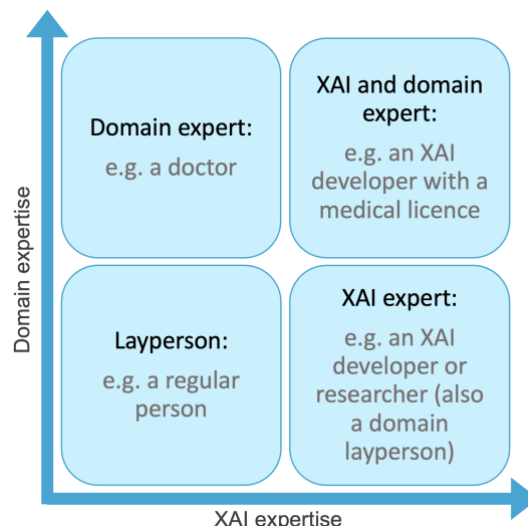 Domain expertise
Domain expert:
e.g. a doctor
XAI and domain
expert:
e.g. an XAI
developer with a
medical licence
Layperson:
e.g. a regular
person
XAI expert:
e.g. an XAI
developer or
researcher (also
a domain
layperson)
XAI expertise